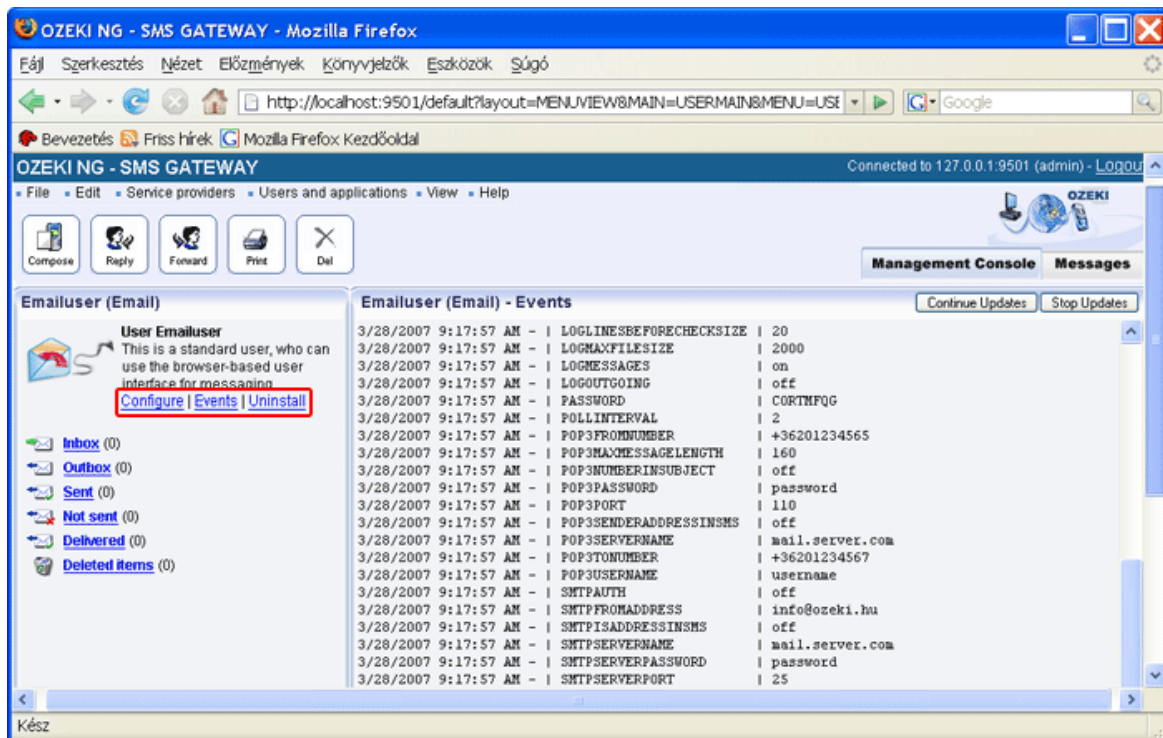 OZEKI NG - SMS GATEWAY - Mozilla Firefox
Fájl Szerkesztés Nézet Előzmények Könyvjelzők Eszközök Súgó
http://localhost:9501/default?layout=MENUVIEW&MAIN=USERMAIN&MENU=USE
Google
Bevezetés Friss hírek Mozilla Firefox Kezdőoldal
OZEKI NG - SMS GATEWAY
Connected to 127.0.0.1:9501 (admin) - Logou
File Edit Service providers Users and applications View Help
OZEKI
Compose Reply Forward Print Del
Management Console Messages
Emailuser (Email)
User Emailuser
This is a standard user, who can
use the browser-based user
interface for messaging
Configure | Events | Uninstall
Inbox (0)
Outbox (0)
Sent (0)
Not sent (0)
Delivered (0)
Deleted items (0)
Emailuser (Email) - Events
Continue Updates Stop Updates
3/28/2007 9:17:57 AM - | LOGLINESBEFORECHECKSIZE | 20
3/28/2007 9:17:57 AM - | LOGMAXFILESIZE | 2000
3/28/2007 9:17:57 AM - | LOGMESSAGES | on
3/28/2007 9:17:57 AM - | LOGOUTGOING | off
3/28/2007 9:17:57 AM - | PASSWORD | CORTMFQG
3/28/2007 9:17:57 AM - | POLLINTERVAL | 2
3/28/2007 9:17:57 AM - | POP3FROMNUMBER | +36201234565
3/28/2007 9:17:57 AM - | POP3MAXMESSAGELENGTH | 160
3/28/2007 9:17:57 AM - | POP3NUMBERINSUBJECT | off
3/28/2007 9:17:57 AM - | POP3PASSWORD | password
3/28/2007 9:17:57 AM - | POP3PORT | 110
3/28/2007 9:17:57 AM - | POP3SENDERADDRESSINSMS | off
3/28/2007 9:17:57 AM - | POP3SERVERNAME | mail.server.com
3/28/2007 9:17:57 AM - | POP3TONUMBER | +36201234567
3/28/2007 9:17:57 AM - | POP3USERNAME | username
3/28/2007 9:17:57 AM - | SMTPAUTH | off
3/28/2007 9:17:57 AM - | SMTPFROMADDRESS | info@ozeki.hu
3/28/2007 9:17:57 AM - | SMTPISADDRESSINSMS | off
3/28/2007 9:17:57 AM - | SMTPSERVERNAME | mail.server.com
3/28/2007 9:17:57 AM - | SMTPSERVERPASSWORD | password
3/28/2007 9:17:57 AM - | SMTPSERVERPORT | 25
Kész